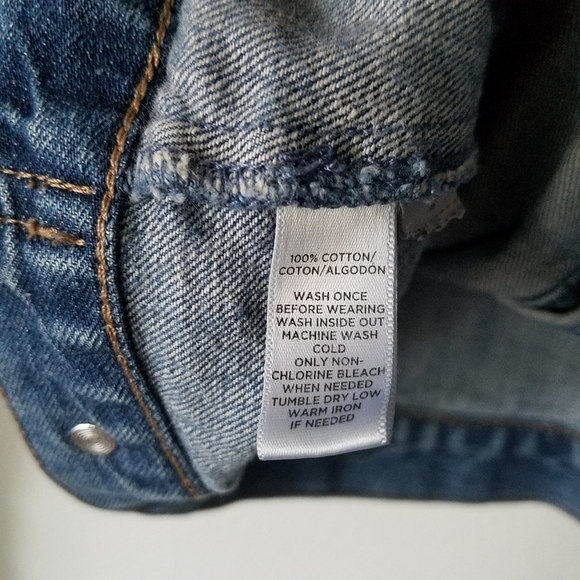 100% COTTON/
COTON/ALGODÓN
WASH ONCE
BEFORE WEARING
WASH INSIDE OUT
MACHINE WASH
COLD
ONLY NON-
CHLORINE BLEACH
WHEN NEEDED
TUMBLE DRY LOW
WARM IRON
IF NEEDED